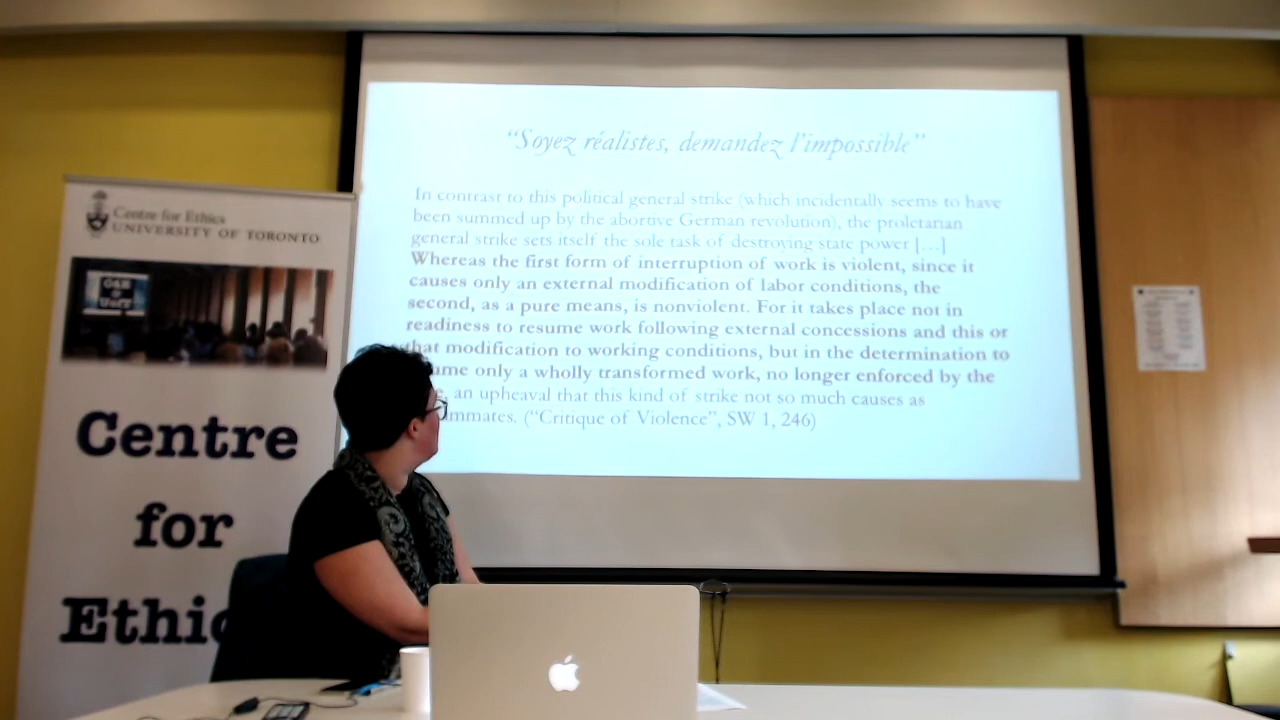 “Soyez réalistes, demandez l’impossible”
In contrast to this political general strike (which incidentally seems to have
been summed up by the abortive German revolution), the proletarian
general strike sets itself the sole task of destroying state power […]
Whereas the first form of interruption of work is violent, since it
causes only an external modification of labor conditions, the
second, as a pure means, is nonviolent. For it takes place not in
readiness to resume work following external concessions and this or
that modification to working conditions, but in the determination to
only a wholly transformed work, no longer enforced by the
an upheaval that this kind of strike not so much causes as
(“Critique of Violence”, SW 1, 246)
Centre for Ethics
UNIVERSITY OF TORONTO
C4E
@
UofT
Centre
for